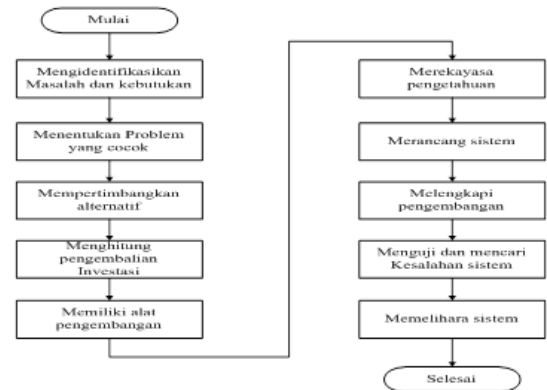 Mulai
Mengidentifikasikan
Masalah dan kebutukan
Menentukan Problem
yang cocok
Mempertimbangkan
alternatif
Menghitung
pengembalian
Investasi
Memiliki alat
pengembangan
Merekayasa
pengetahuan
Merancang sistem
Melengkapi
pengembangan
Menguji dan mencari
Kesalahan sistem
Memelihara sistem
Selesai